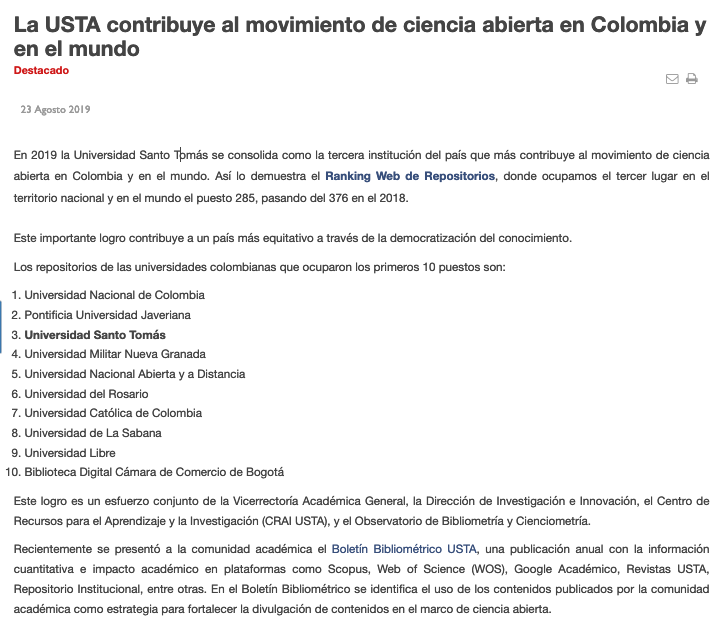 La USTA contribuye al movimiento de ciencia abierta en Colombia y
en el mundo
Destacado
23 Agosto 2019
En 2019 la Universidad Santo Tomás se consolida como la tercera institución del país que más contribuye al movimiento de ciencia
abierta en Colombia y en el mundo. Así lo demuestra el Ranking Web de Repositorios, donde ocupamos el tercer lugar en el
territorio nacional y en el mundo el puesto 285, pasando del 376 en el 2018.
Este importante logro contribuye a un país más equitativo a través de la democratización del conocimiento.
Los repositorios de las universidades colombianas que ocuparon los primeros 10 puestos son:
1. Universidad Nacional de Colombia
2. Pontificia Universidad Javeriana
3. Universidad Santo Tomás
4. Universidad Militar Nueva Granada
5. Universidad Nacional Abierta y a Distancia
6. Universidad del Rosario
7. Universidad Católica de Colombia
8. Universidad de La Sabana
9. Universidad Libre
10. Biblioteca Digital Cámara de Comercio de Bogotá
Este logro es un esfuerzo conjunto de la Vicerrectoría Académica General, la Dirección de Investigación e Innovación, el Centro de
Recursos para el Aprendizaje y la Investigación (CRAI USTA), y el Observatorio de Bibliometría y Cienciometría.
Recientemente se presentó a la comunidad académica el Boletín Bibliométrico USTA, una publicación anual con la información
cuantitativa e impacto académico en plataformas como Scopus, Web of Science (WOS), Google Académico, Revistas USTA,
Repositorio Institucional, entre otras. En el Boletín Bibliométrico se identifica el uso de los contenidos publicados por la comunidad
académica como estrategia para fortalecer la divulgación de contenidos en el marco de ciencia abierta.